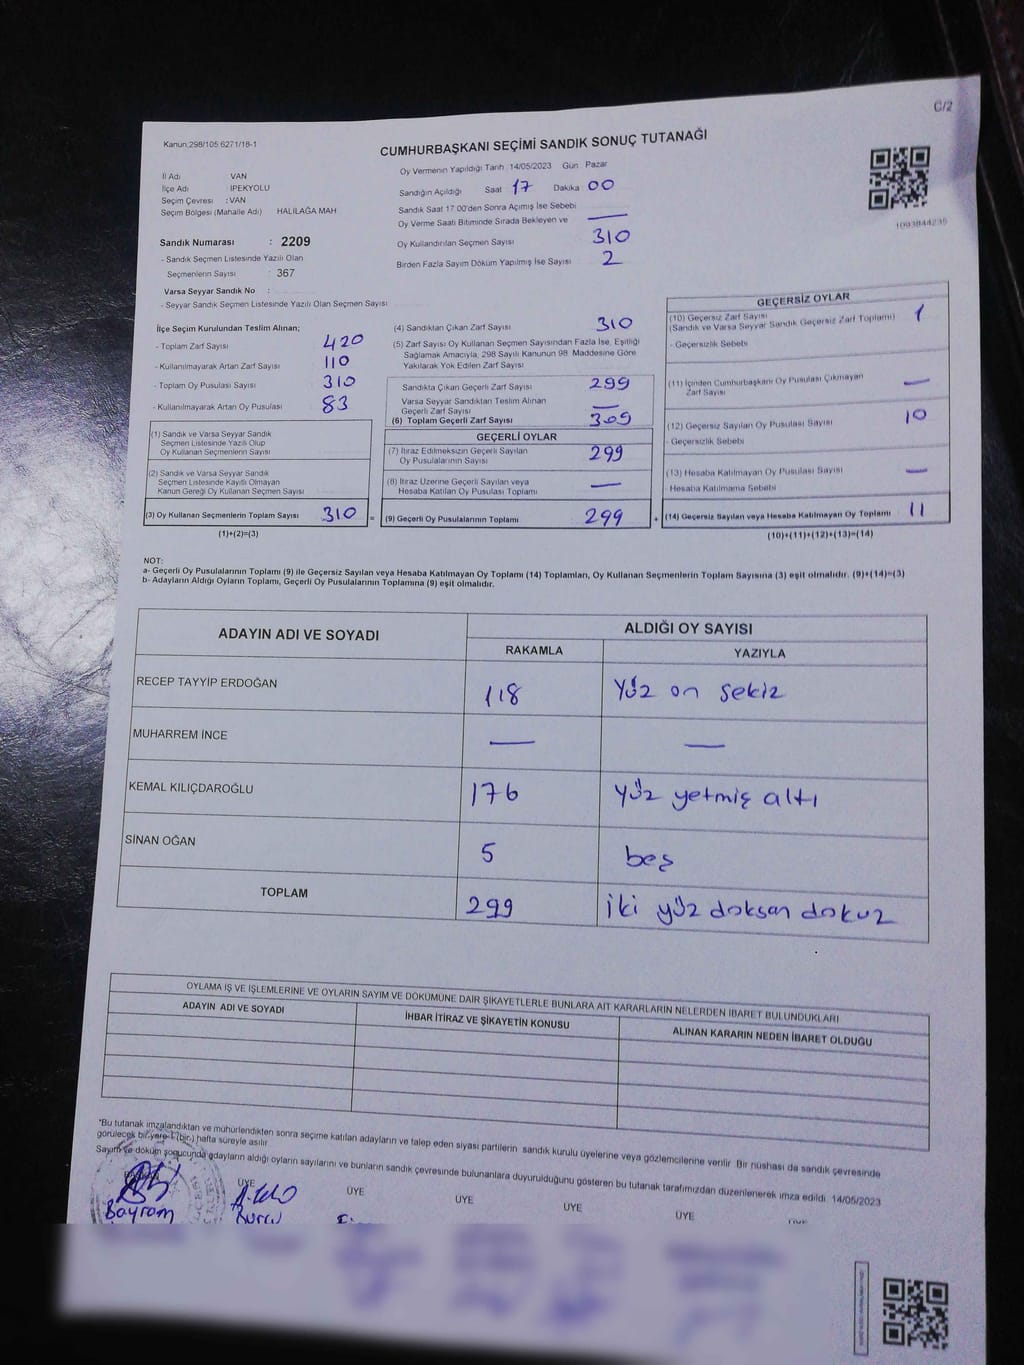 C/2
Kanun,298/105.6271/18-1
CUMHURBAŞKANI SEÇİMİ SANDIK SONUÇ TUTANAĞI
İl Adı VAN
İlçe Adı İPEKYOLU
Seçim Çevresi : VAN
Seçim Bölgesi (Mahalle Adı) HALİLAĞA MAH
Oy Vermenin Yapıldığı Tarih :14/05/2023 Gün Pazar
Sandığın Açıldığı Saat 17 Dakika 00
Sandık Saat 17.00'den Sonra Açımış İse Sebebi
Oy Verme Saati Bitiminde Sırada Bekleyen ve —
Oy Kullandırılan Seçmen Sayısı 310
Birden Fazla Sayım Döküm Yapılmış İse Sayısı 2
1003844235
Sandık Numarası : 2209
- Sandık Seçmen Listesinde Yazılı Olan
Seçmenlerin Sayısı : 367
Varsa Seyyar Sandık No :
- Seyyar Sandık Seçmen Listesinde Yazılı Olan Seçmen Sayısı
İlçe Seçim Kurulundan Teslim Alınan;
- Toplam Zarf Sayısı 420
- Kullanılmayarak Artan Zarf Sayısı 110
- Toplam Oy Pusulası Sayısı 310
- Kullanılmayarak Artan Oy Pusulası 83
(1) Sandık ve Varsa Seyyar Sandık
Seçmen Listesinde Yazılı Olup
Oy Kullanan Seçmenlerin Sayısı
(2) Sandık ve Varsa Seyyar Sandık
Seçmen Listesinde Kayıtlı Olmayan
Kanun Gereği Oy Kullanan Seçmen Sayısı
(3) Oy Kullanan Seçmenlerin Toplam Sayısı 310 =
(1)+(2)=(3)
(4) Sandıktan Çıkan Zarf Sayısı 310
(5) Zarf Sayısı Oy Kullanan Seçmen Sayısından Fazla İse, Eşitliği
Sağlamak Amacıyla, 298 Sayılı Kanunun 98. Maddesine Göre
Yakılarak Yok Edilen Zarf Sayısı
Sandıkta Çıkan Geçerli Zarf Sayısı 299
Varsa Seyyar Sandıktan Teslim Alınan
Geçerli Zarf Sayısı —
(6) Toplam Geçerli Zarf Sayısı 309
GEÇERLİ OYLAR
(7) İtiraz Edilmeksizin Geçerli Sayılan
Oy Pusulalarının Sayısı 299
(8) İtiraz Üzerine Geçerli Sayılan veya
Hesaba Katılan Oy Pusulası Toplamı —
(9) Geçerli Oy Pusulalarının Toplamı 299 +
GEÇERSİZ OYLAR
(10) Geçersiz Zarf Sayısı 1
(Sandık ve Varsa Seyyar Sandık Geçersiz Zarf Toplamı)
- Geçersizlik Sebebi
(11) İçinden Cumhurbaşkanı Oy Pusulası Çıkmayan
Zarf Sayısı —
(12) Geçersiz Sayılan Oy Pusulası Sayısı 10
-Geçersizlik Sebebi
(13) Hesaba Katılmayan Oy Pusulası Sayısı —
- Hesaba Katılmama Sebebi
(14) Geçersiz Sayılan veya Hesaba Katılmayan Oy Toplamı 11
(10)+(11)+(12)+(13)=(14)
NOT:
a- Geçerli Oy Pusulalarının Toplamı (9) ile Geçersiz Sayılan veya Hesaba Katılmayan Oy Toplamı (14) Toplamları, Oy Kullanan Seçmenlerin Toplam Sayısına (3) eşit olmalıdır. (9)+(14)=(3)
b- Adayların Aldığı Oyların Toplamı, Geçerli Oy Pusulalarının Toplamına (9) eşit olmalıdır.
ADAYIN ADI VE SOYADI ALDIĞI OY SAYISI
RAKAMLA YAZIYLA
RECEP TAYYİP ERDOĞAN 118 Yüz on sekiz
MUHARREM İNCE — —
KEMAL KILIÇDAROĞLU 176 yüz yetmiş altı
SİNAN OĞAN 5 beş
TOPLAM 299 iki yüz doksan dokuz
OYLAMA İŞ VE İŞLEMLERİNE VE OYLARIN SAYIM VE DÖKÜMÜNE DAİR ŞİKAYETLERLE BUNLARA AİT KARARLARIN NELERDEN İBARET BULUNDUKLARI
ADAYIN ADI VE SOYADI İHBAR İTİRAZ VE ŞİKAYETİN KONUSU ALINAN KARARIN NEDEN İBARET OLDUĞU
*Bu tutanak imzalandıktan ve mühürlendikten sonra seçime katılan adayların ve talep eden siyasi partilerin sandık kurulu üyelerine veya gözlemcilerine verilir. Bir nüshası da sandık çevresinde
görülecek bir yere 1 (bir) hafta süreyle asılır
Sayım ve döküm sonucunda adayların aldığı oyların sayılarını ve bunların sandık çevresinde bulunanlara duyurulduğunu gösteren bu tutanak tarafımızdan düzenlenerek imza edildi. 14/05/2023
ÜYE ÜYE ÜYE ÜYE ÜYE
Bayram Burcu